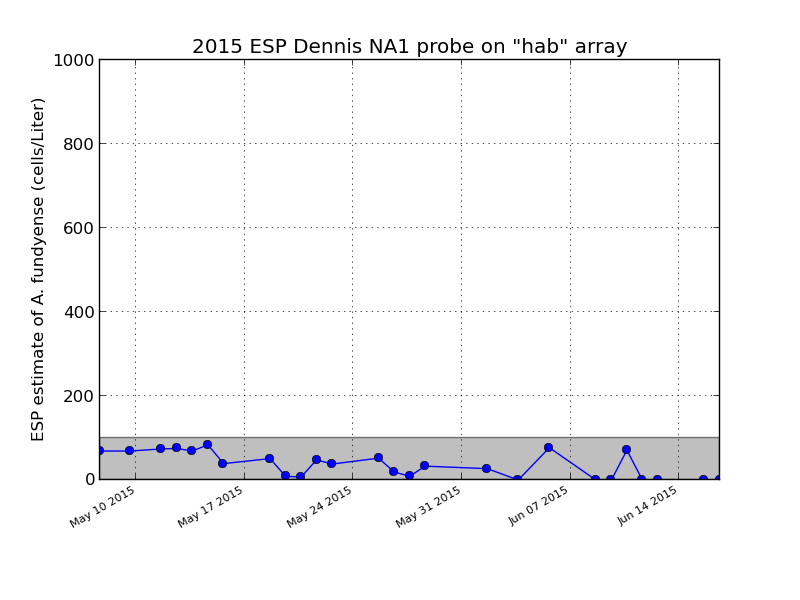 2015 ESP Dennis NA1 probe on "hab" array
ESP estimate of A. fundyense (cells/Liter)
1000
800
600
400
200
0
May 10 2015
May 17 2015
May 24 2015
May 31 2015
Jun 07 2015
Jun 14 2015